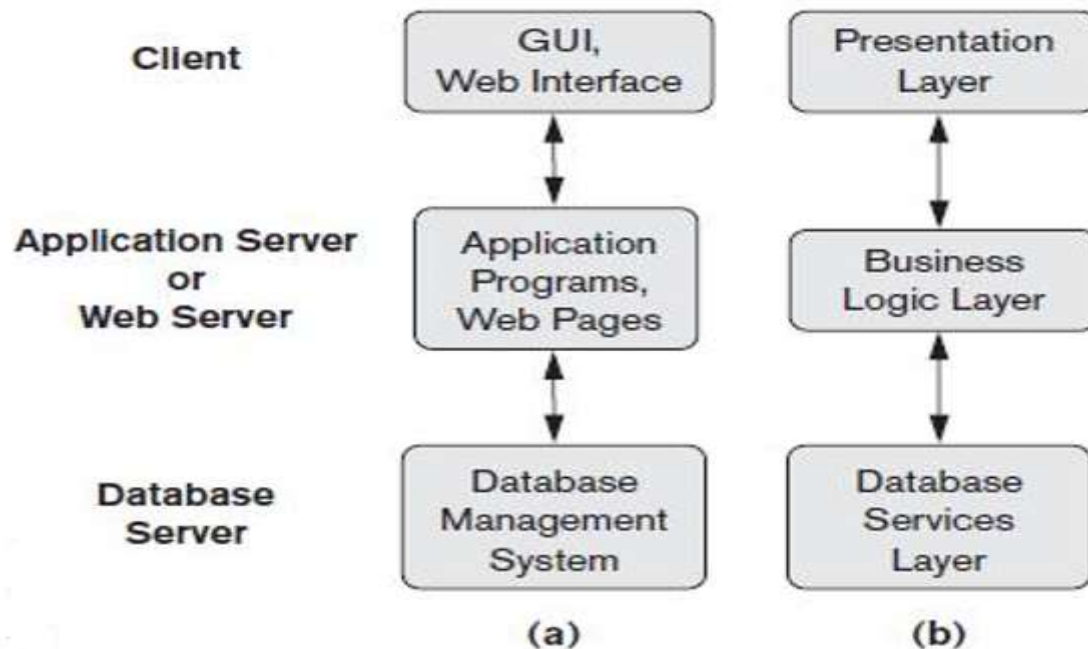 Client
GUI,
Web Interface
Presentation
Layer
Application Server
or
Web Server
Application
Programs,
Web Pages
Business
Logic Layer
Database
Server
Database
Management
System
Database
Services
Layer
(a)
(b)